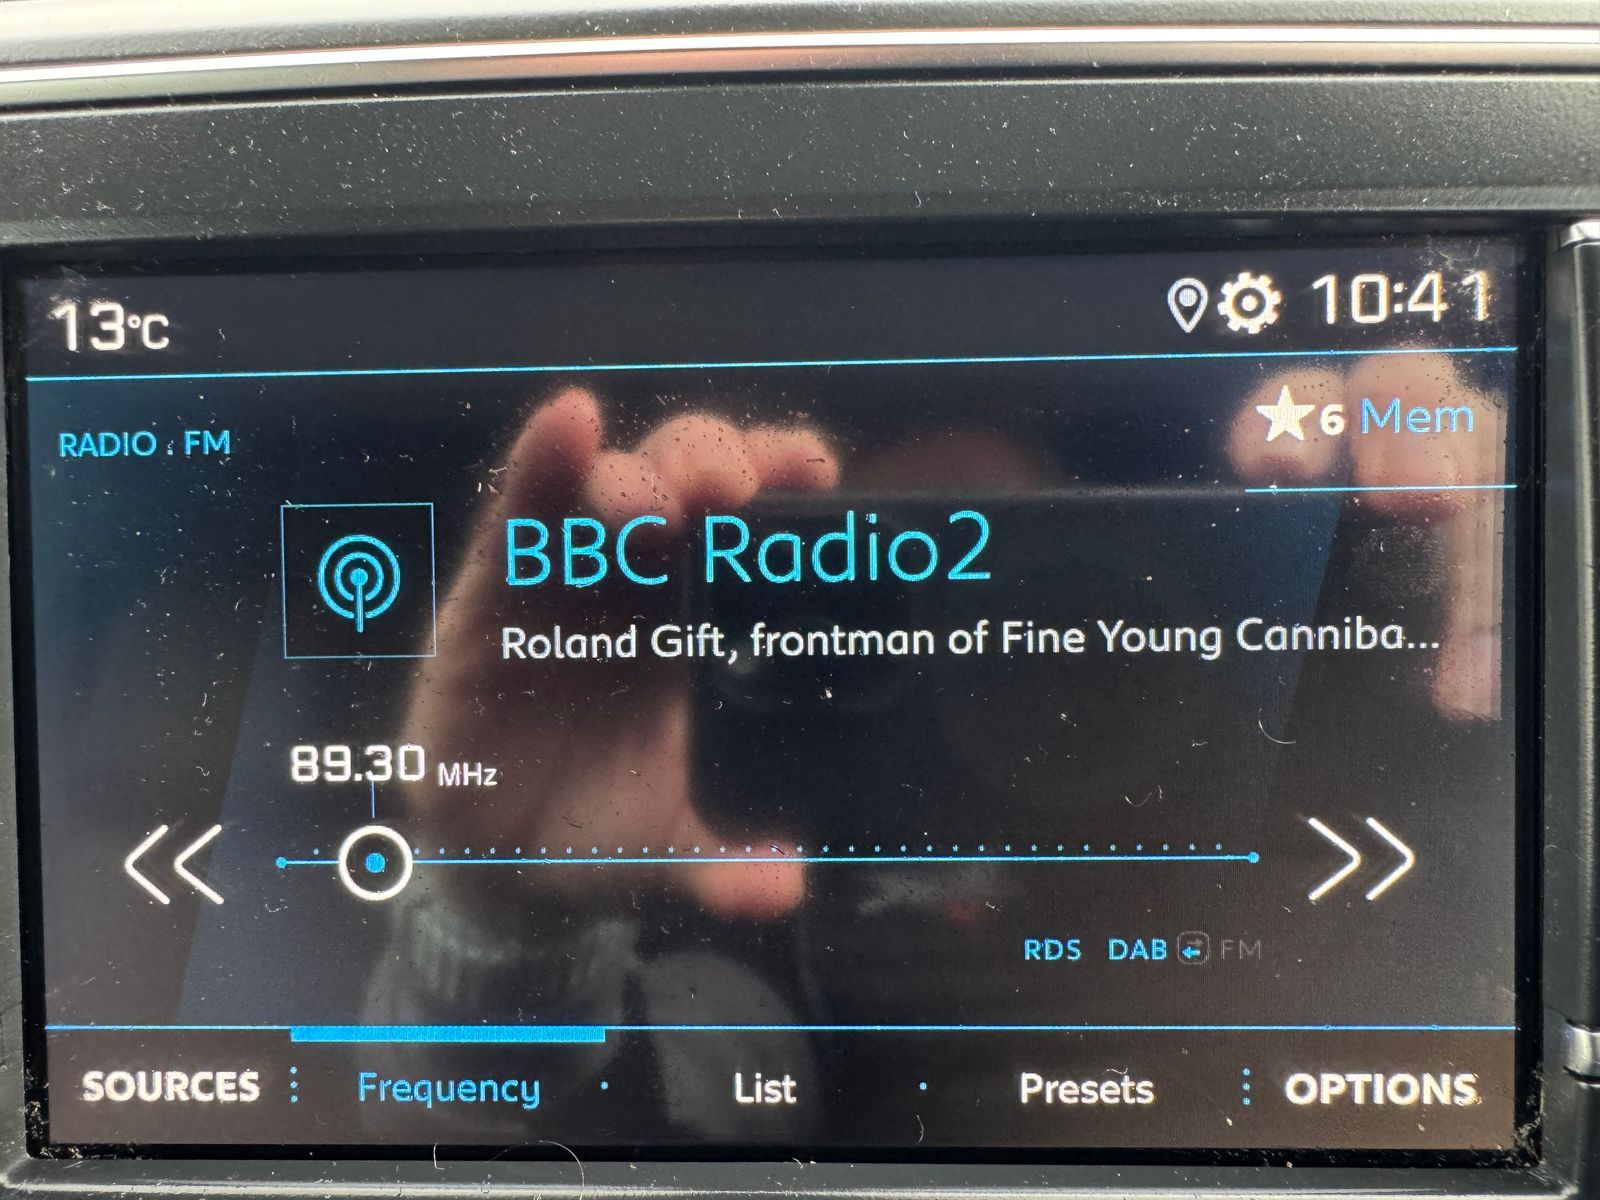 13°C
10:41
RADIO : FM
6 Mem
BBC Radio2
Roland Gift, frontman of Fine Young Canniba...
89.30 MHz
RDS DAB FM
SOURCES Frequency List Presets OPTIONS